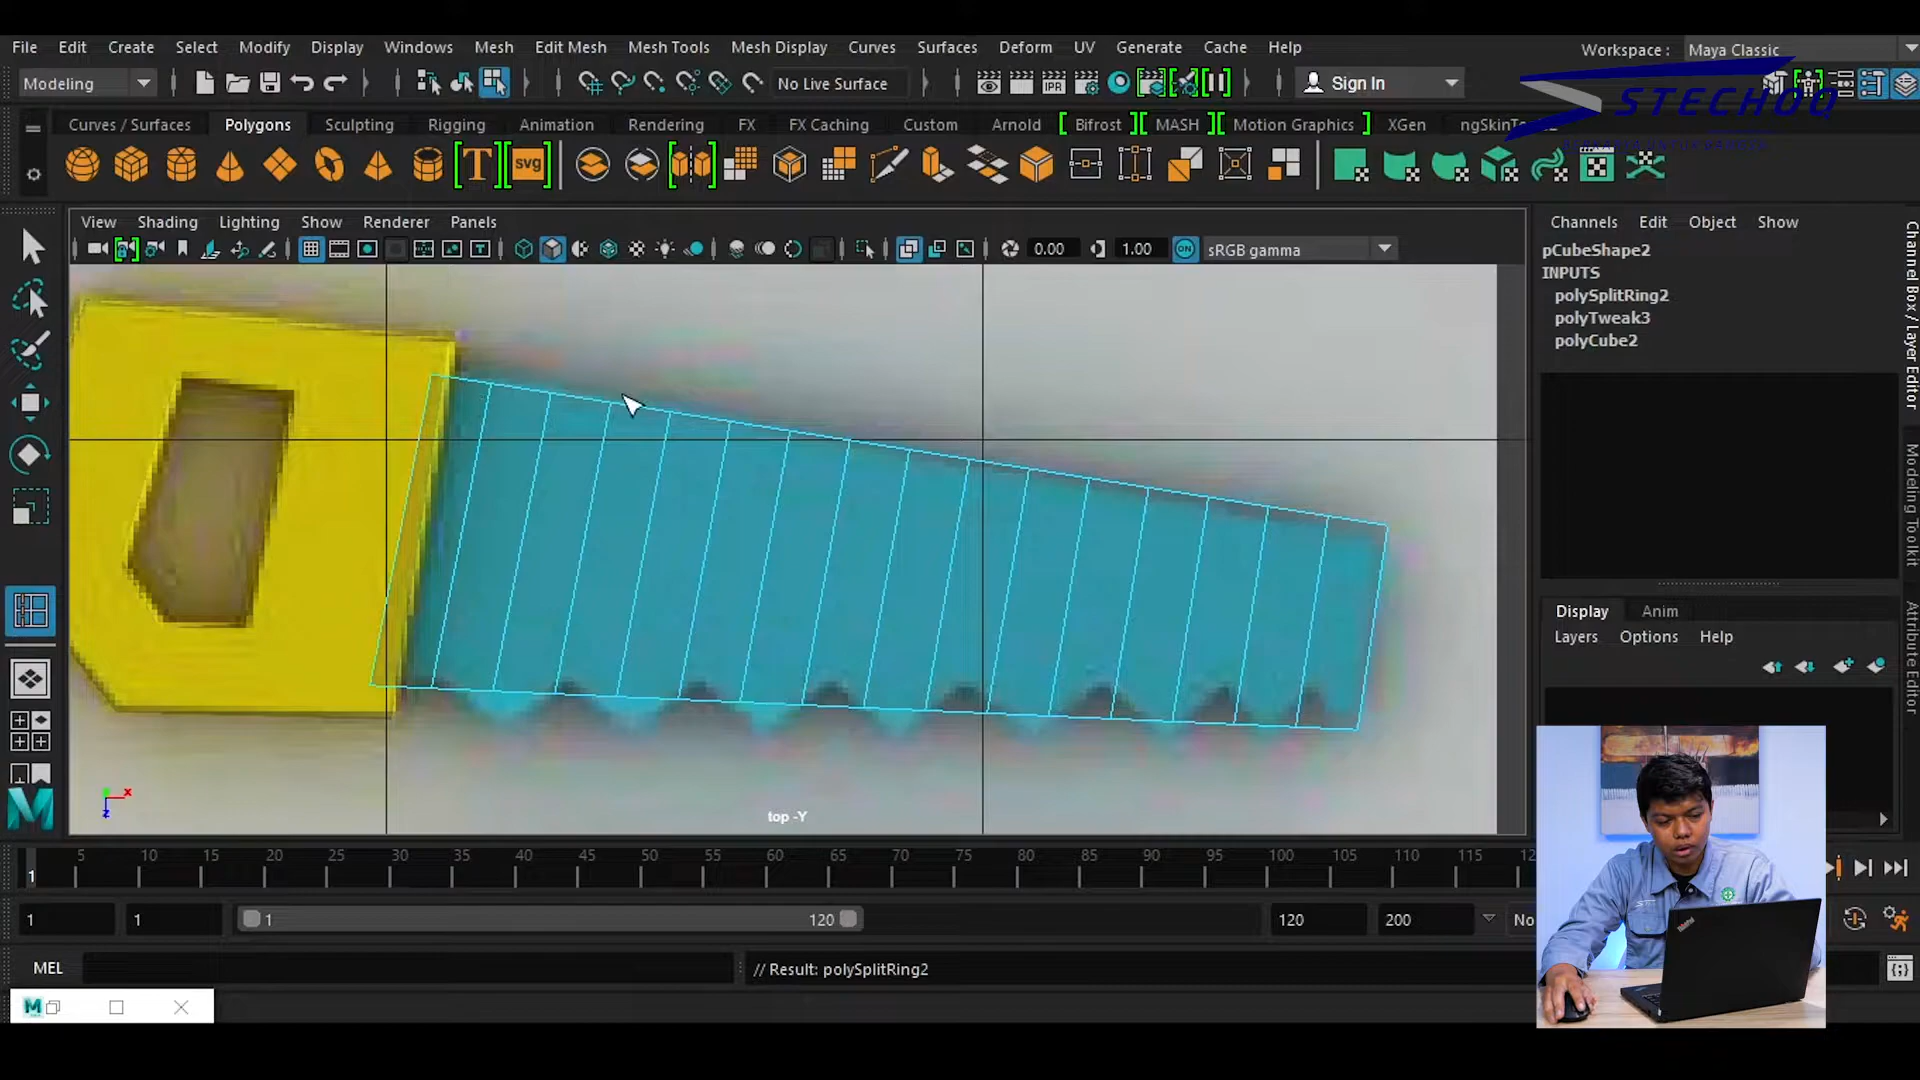 File Edit Create Select Modify Display Windows Mesh Edit Mesh Mesh Tools Mesh Display Curves Surfaces Deform UV Generate Cache Help
Workspace : Maya Classic
Modeling No Live Surface IPR Sign In
STECHOQ
Curves / Surfaces Polygons Sculpting Rigging Animation Rendering FX FX Caching Custom Arnold Bifrost MASH Motion Graphics XGen
T svg
View Shading Lighting Show Renderer Panels
0.00 1.00 ON sRGB gamma
Channels Edit Object Show
pCubeShape2
INPUTS
polySplitRing2
polyTweak3
polyCube2
Channel Box / Layer Editor
Modeling Toolkit
Attribute Editor
Display Anim
Layers Options Help
x
z
top -Y
5 10 15 20 25 30 35 40 45 50 55 60 65 70 75 80 85 90 95 100 105 110 115 12
1
1 1 1 120 120 200 No
MEL // Result: polySplitRing2
M